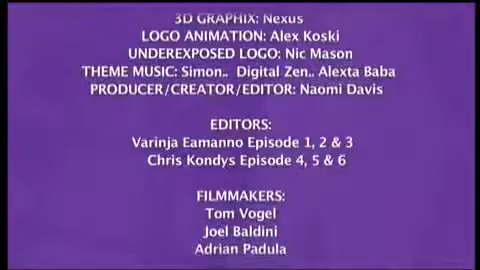 3D GRAPHIX: Nexus
LOGO ANIMATION: Alex Koski
UNDEREXPOSED LOGO: Nic Mason
THEME MUSIC: Simon..  Digital Zen.. Alexta Baba
PRODUCER/CREATOR/EDITOR: Naomi Davis
EDITORS:
Varinja Eamanno Episode 1, 2 & 3
Chris Kondys Episode 4, 5 & 6
FILMMAKERS:
Tom Vogel
Joel Baldini
Adrian Padula